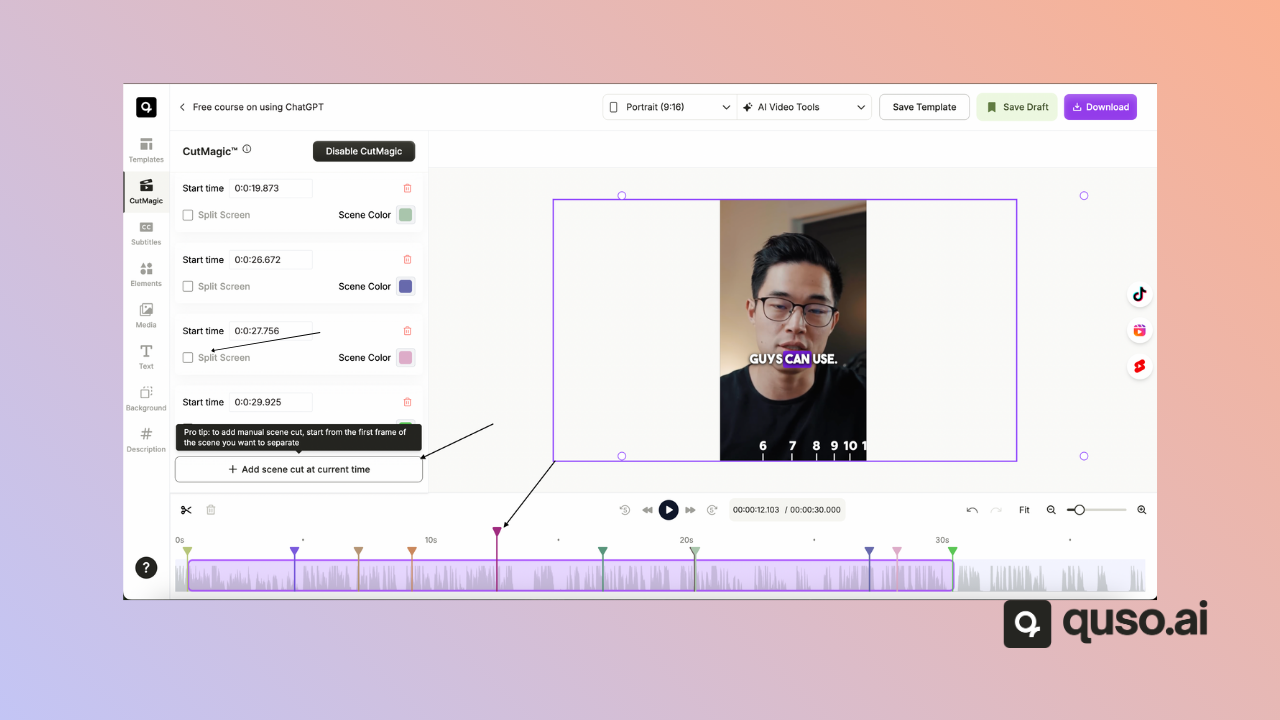 Free course on using ChatGPT
Portrait (9:16)
AI Video Tools
Save Template
Save Draft
Download
Templates
CutMagic
CC
Subtitles
Elements
Media
Text
Background
Description
CutMagic™
Disable CutMagic
Start time 0:0:19.873
Split Screen Scene Color
Start time 0:0:26.672
Split Screen Scene Color
Start time 0:0:27.756
Split Screen Scene Color
Start time 0:0:29.925
Pro tip: to add manual scene cut, start from the first frame of
the scene you want to separate
+ Add scene cut at current time
GUYS CAN USE.
6 7 8 9 10 1
00:00:12.103 / 00:00:30.000
Fit
0s 10s 20s 30s
?
quso.ai